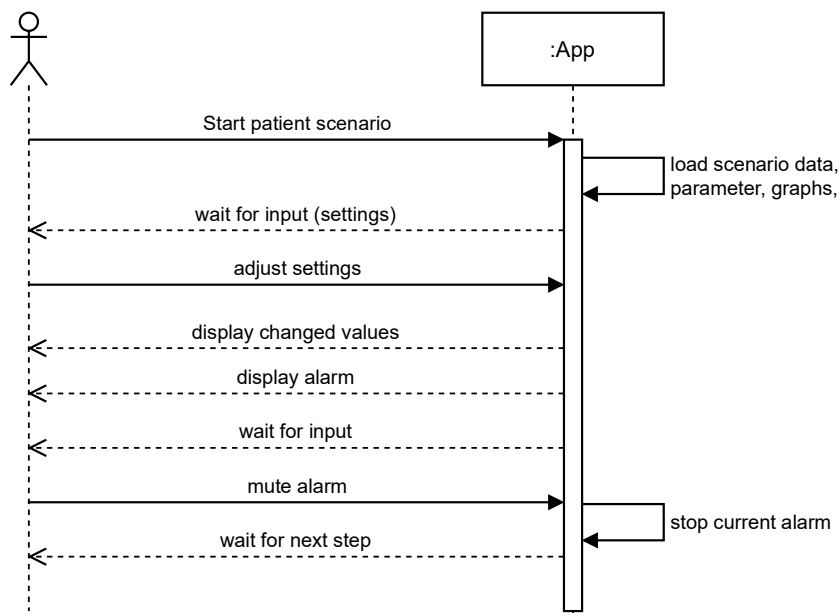 :App
Start patient scenario
load scenario data,
parameter, graphs,
wait for input (settings)
adjust settings
display changed values
display alarm
wait for input
mute alarm
stop current alarm
wait for next step